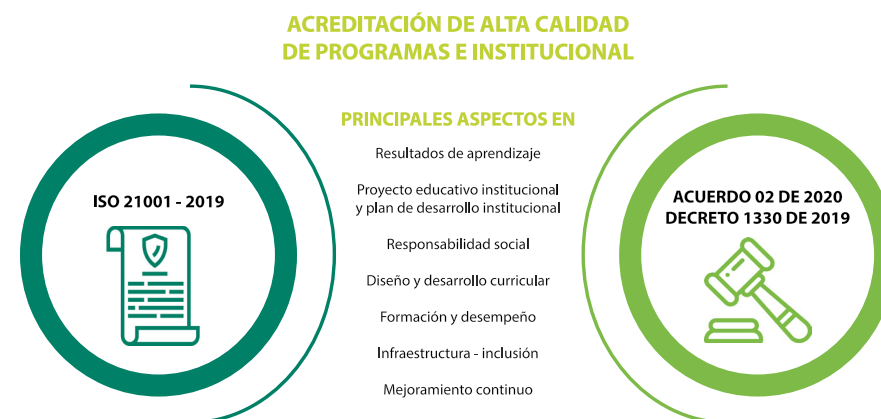 ACREDITACIÓN DE ALTA CALIDAD
DE PROGRAMAS E INSTITUCIONAL
PRINCIPALES ASPECTOS EN
Resultados de aprendizaje
Proyecto educativo institucional
y plan de desarrollo institucional
Responsabilidad social
Diseño y desarrollo curricular
Formación y desempeño
Infraestructura - inclusión
Mejoramiento continuo
ISO 21001 - 2019
ACUERDO 02 DE 2020
DECRETO 1330 DE 2019